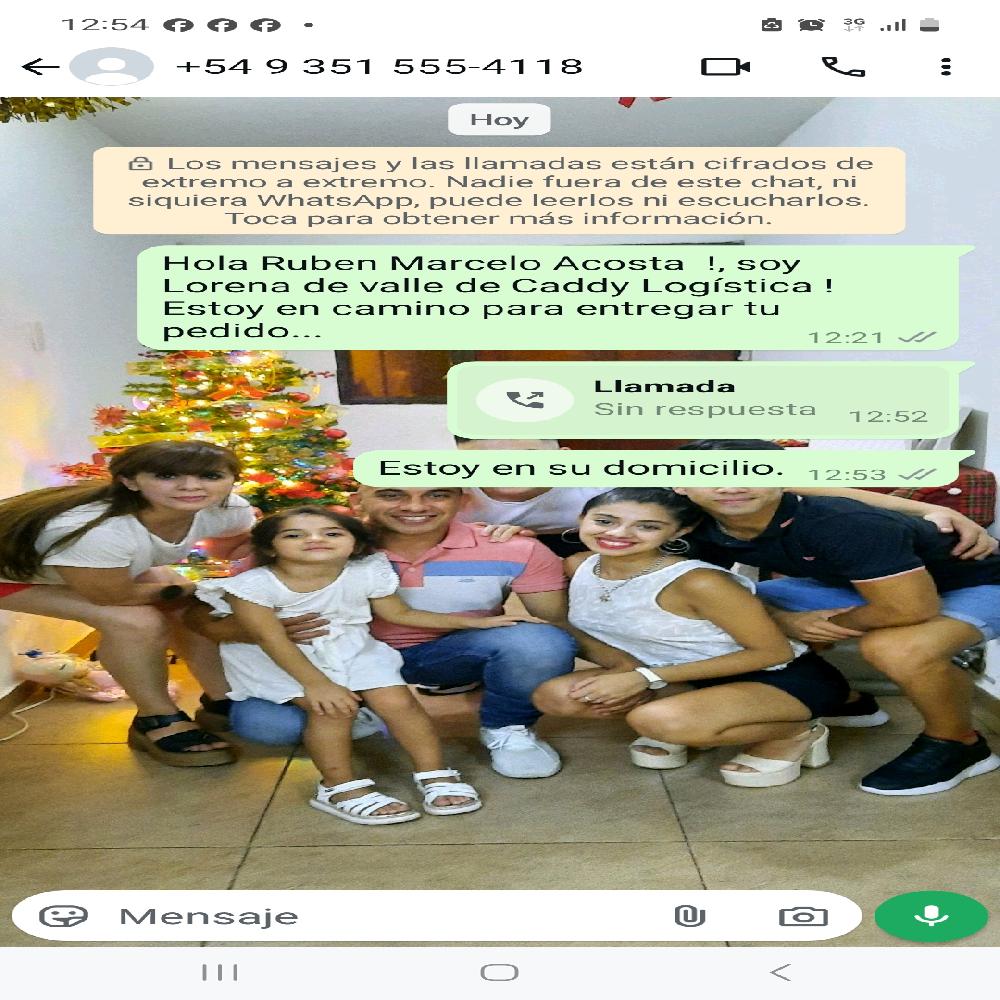 12:54
3G
+54 9 351 555-4118
Hoy
Los mensajes y las llamadas están cifrados de
extremo a extremo. Nadie fuera de este chat, ni
siquiera WhatsApp, puede leerlos ni escucharlos.
Toca para obtener más información.
Hola Ruben Marcelo Acosta  !, soy
Lorena de valle de Caddy Logística !
Estoy en camino para entregar tu
pedido...
12:21
Llamada
Sin respuesta
12:52
Estoy en su domicilio.
12:53
Mensaje